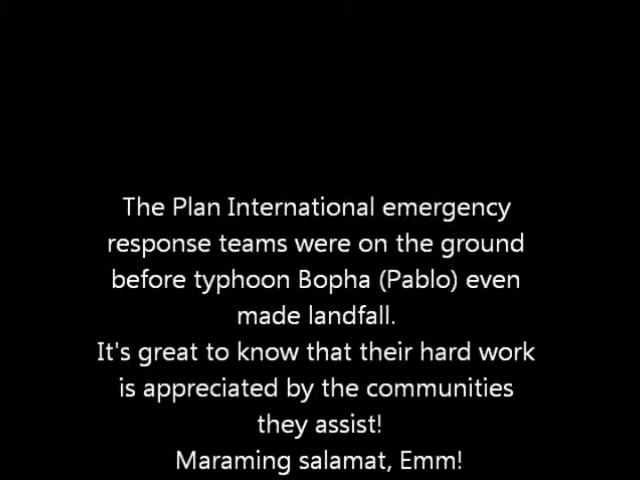 The Plan International emergency
response teams were on the ground
before typhoon Bopha (Pablo) even
made landfall.
It's great to know that their hard work
is appreciated by the communities
they assist!
Maraming salamat, Emm!